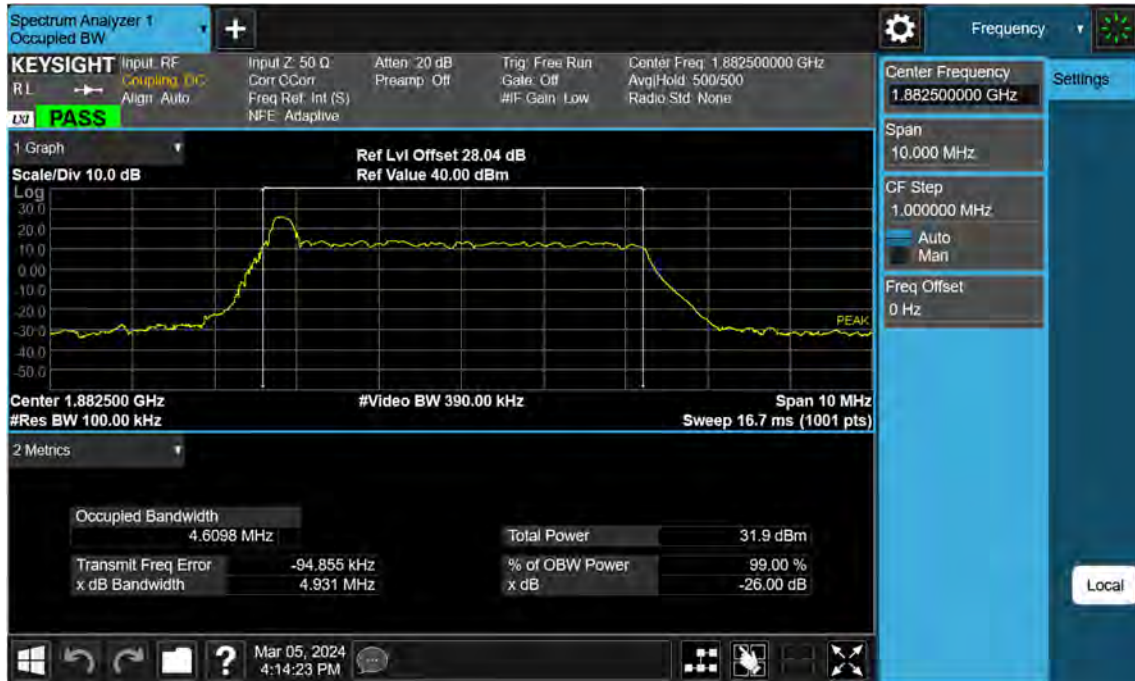 Spectrum Analyzer 1
Occupied BW
+
Frequency
KEYSIGHT
RL
LXI
PASS
Input: RF
Coupling: DC
Align: Auto
Input Z: 50 Ω
Corr CCorr
Freq Ref: Int (S)
NFE: Adaptive
Atten: 20 dB
Preamp: Off
Trig: Free Run
Gate: Off
#IF Gain: Low
Center Freq: 1.882500000 GHz
Avg|Hold: 500/500
Radio Std: None
Center Frequency
1.882500000 GHz
Settings
Span
10.000 MHz
CF Step
1.000000 MHz
Auto
Man
Freq Offset
0 Hz
1 Graph
Scale/Div 10.0 dB
Ref Lvl Offset 28.04 dB
Ref Value 40.00 dBm
Log
30.0
20.0
10.0
0.00
-10.0
-20.0
-30.0
-40.0
-50.0
PEAK
Center 1.882500 GHz
#Video BW 390.00 kHz
Span 10 MHz
#Res BW 100.00 kHz
Sweep 16.7 ms (1001 pts)
2 Metrics
Occupied Bandwidth
4.6098 MHz
Total Power 31.9 dBm
Transmit Freq Error -94.855 kHz
% of OBW Power 99.00 %
x dB Bandwidth 4.931 MHz
x dB -26.00 dB
Local
?
Mar 05, 2024
4:14:23 PM